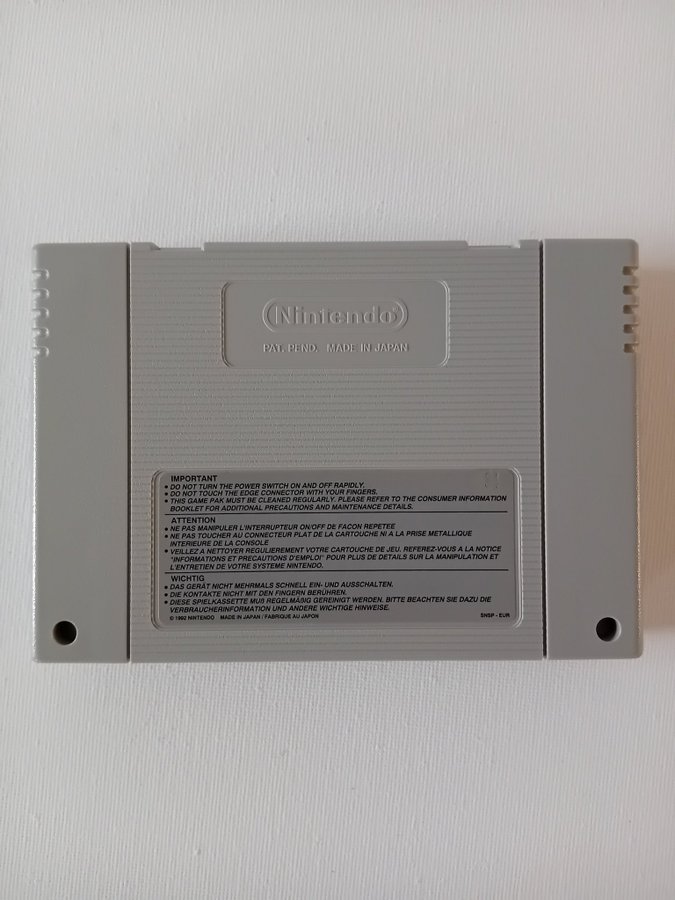 Nintendo®
PAT. PEND. MADE IN JAPAN
IMPORTANT
● DO NOT TURN THE POWER SWITCH ON AND OFF RAPIDLY.
● DO NOT TOUCH THE EDGE CONNECTOR WITH YOUR FINGERS.
● THIS GAME PAK MUST BE CLEANED REGULARLY. PLEASE REFER TO THE CONSUMER INFORMATION
BOOKLET FOR ADDITIONAL PRECAUTIONS AND MAINTENANCE DETAILS.
ATTENTION
● NE PAS MANIPULER L'INTERRUPTEUR ON/OFF DE FACON REPETEE
● NE PAS TOUCHER AU CONNECTEUR PLAT DE LA CARTOUCHE NI A LA PRISE METALLIQUE
INTERIEURE DE LA CONSOLE
● VEILLEZ A NETTOYER REGULIEREMENT VOTRE CARTOUCHE DE JEU. REFEREZ-VOUS A LA NOTICE
"INFORMATIONS ET PRECAUTIONS D'EMPLOI" POUR PLUS DE DETAILS SUR LA MANIPULATION ET
L'ENTRETIEN DE VOTRE SYSTEME NINTENDO.
WICHTIG
● DAS GERÄT NICHT MEHRMALS SCHNELL EIN- UND AUSSCHALTEN.
● DIE KONTAKTE NICHT MIT DEN FINGERN BERÜHREN.
● DIESE SPIELKASSETTE MUß REGELMÄßIG GEREINIGT WERDEN. BITTE BEACHTEN SIE DAZU DIE
VERBRAUCHERINFORMATION UND ANDERE WICHTIGE HINWEISE.
© 1992 NINTENDO MADE IN JAPAN / FABRIQUE AU JAPON SNSP - EUR